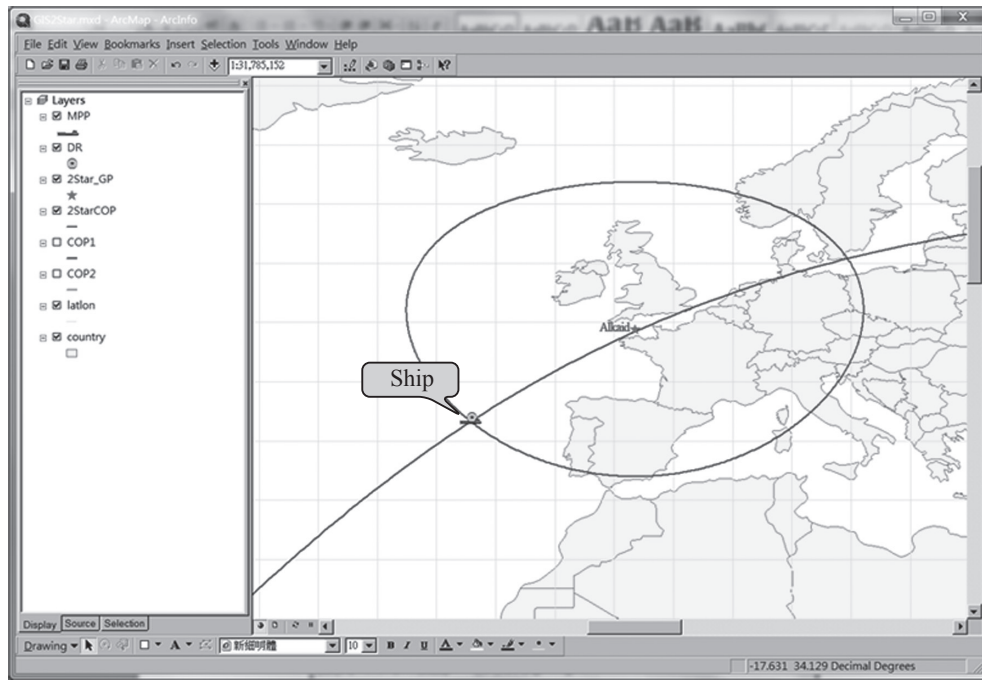 GIS2Star.mxd - ArcMap - ArcInfo
File Edit View Bookmarks Insert Selection Tools Window Help
1:31,785,152
Layers
MPP
DR
2Star_GP
2StarCOP
COP1
COP2
latlon
country
Alkaid
Ship
Display Source Selection
Drawing A 新細明體 10 B I U A
-17.631 34.129 Decimal Degrees